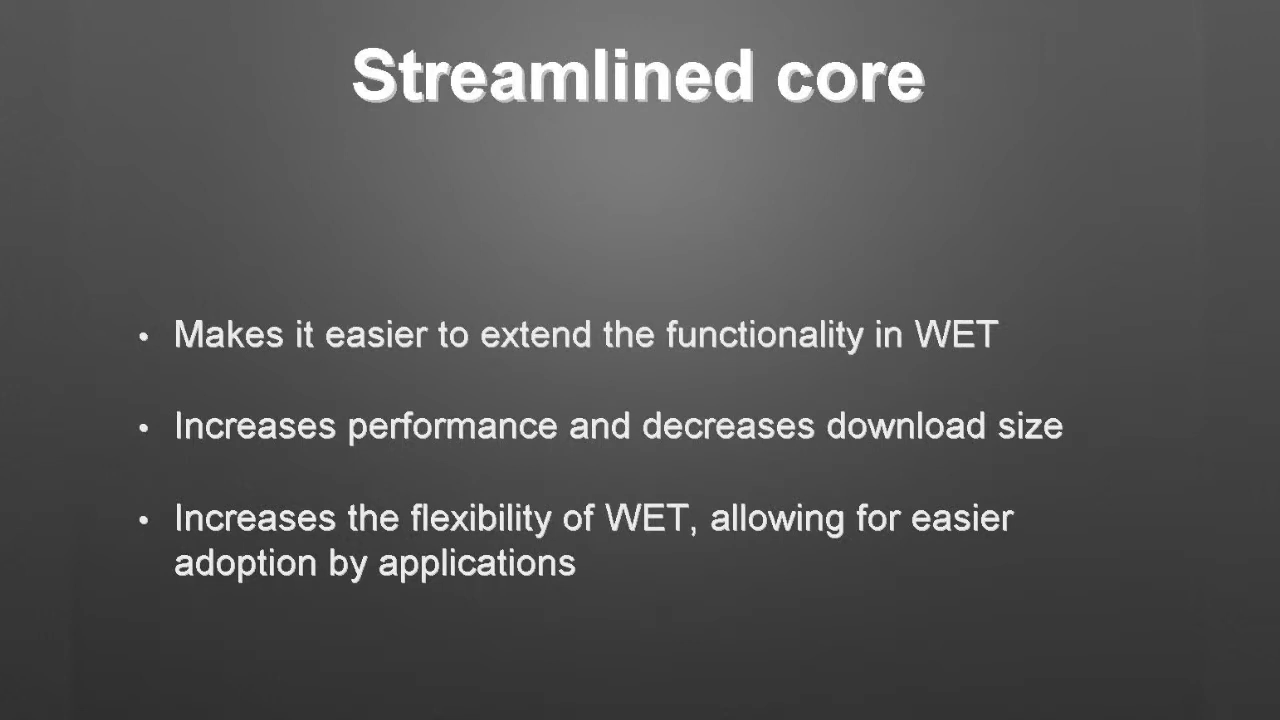 Streamlined core
• Makes it easier to extend the functionality in WET
• Increases performance and decreases download size
• Increases the flexibility of WET, allowing for easier
adoption by applications